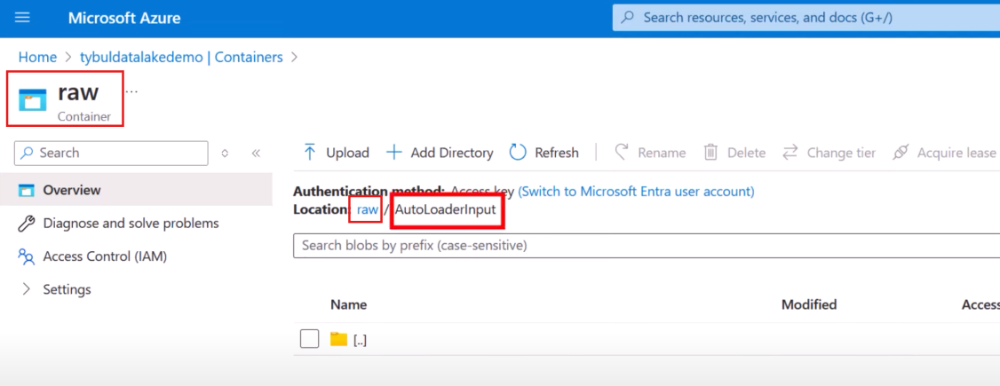 Microsoft Azure
Search resources, services, and docs (G+/)
Home > tybuldatalakedemo | Containers >
raw ...
Container
Search
Upload
Add Directory
Refresh
Rename
Delete
Change tier
Acquire lease
Overview
Diagnose and solve problems
Access Control (IAM)
Settings
Authentication method: Access key (Switch to Microsoft Entra user account)
Location: raw / AutoLoaderInput
Search blobs by prefix (case-sensitive)
Name Modified Access
[..]